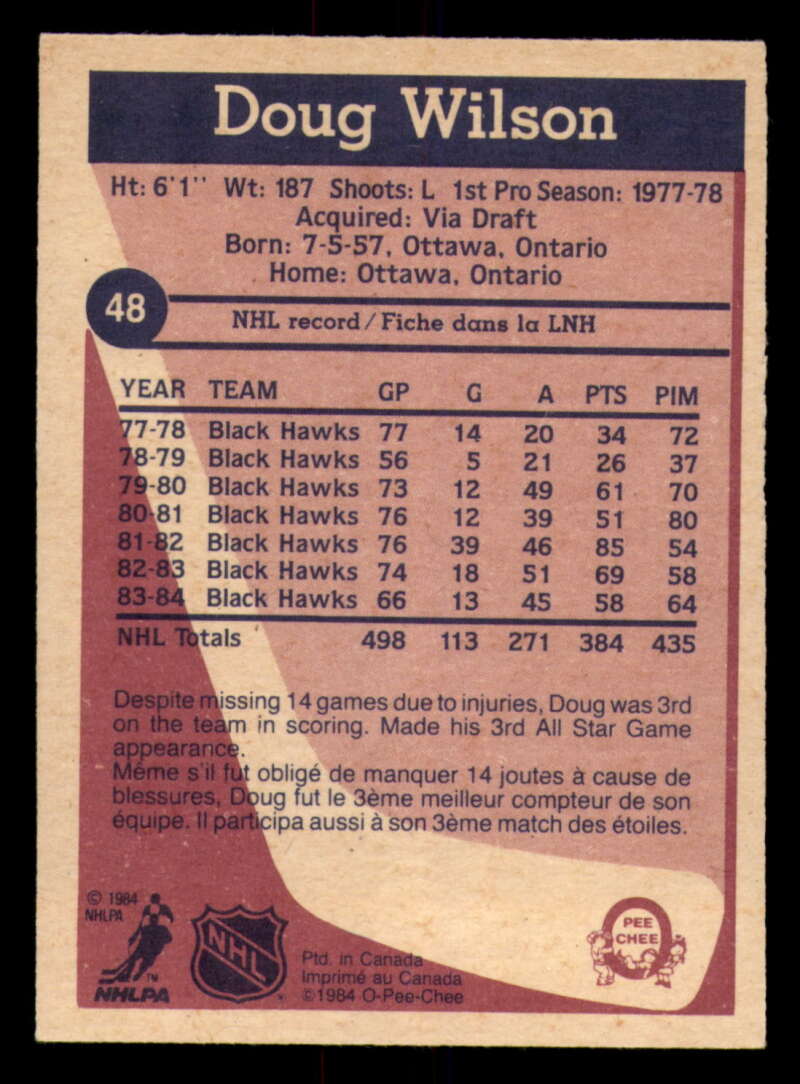 Doug Wilson
Ht: 6'1" Wt: 187 Shoots: L 1st Pro Season: 1977-78
Acquired: Via Draft
Born: 7-5-57, Ottawa, Ontario
Home: Ottawa, Ontario
48
NHL record/Fiche dans la LNH
YEAR TEAM GP G A PTS PIM
77-78 Black Hawks 77 14 20 34 72
78-79 Black Hawks 56 5 21 26 37
79-80 Black Hawks 73 12 49 61 70
80-81 Black Hawks 76 12 39 51 80
81-82 Black Hawks 76 39 46 85 54
82-83 Black Hawks 74 18 51 69 58
83-84 Black Hawks 66 13 45 58 64
NHL Totals 498 113 271 384 435
Despite missing 14 games due to injuries, Doug was 3rd
on the team in scoring. Made his 3rd All Star Game
appearance.
Même s'il fut obligé de manquer 14 joutes à cause de
blessures, Doug fut le 3ème meilleur compteur de son
équipe. Il participa aussi à son 3ème match des étoiles.
© 1984
NHLPA
TM
NHLPA
NHL
Ptd. in Canada
Imprimé au Canada
©1984 O-Pee-Chee
O
PEE
CHEE